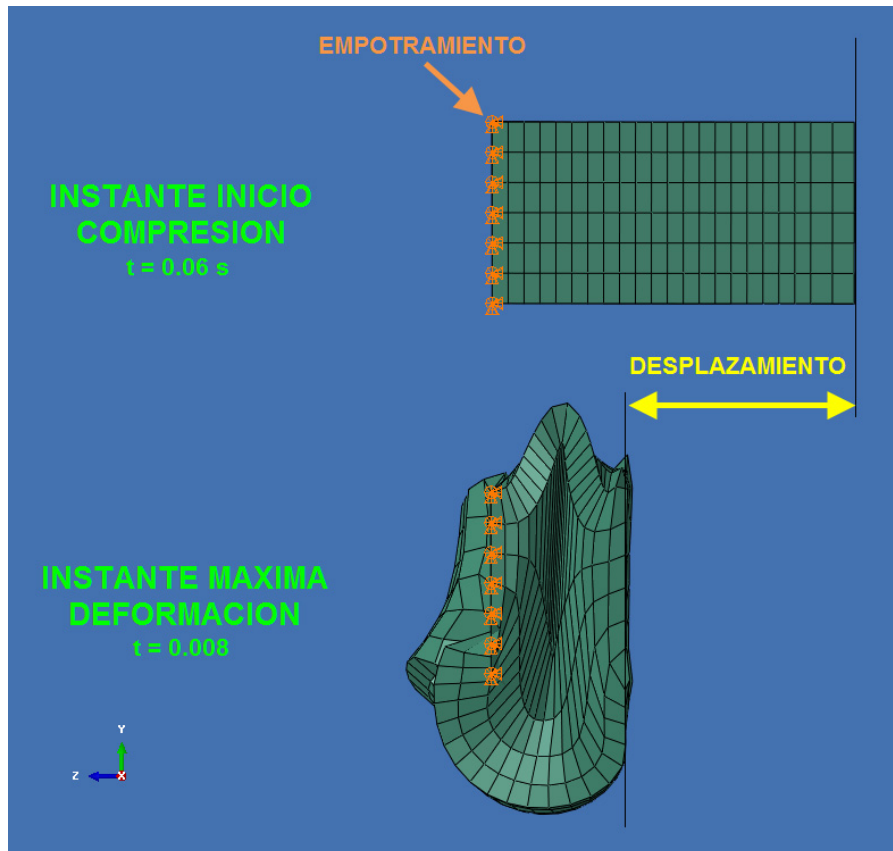 EMPOTRAMIENTO
INSTANTE INICIO
COMPRESION
t = 0.06 s
DESPLAZAMIENTO
INSTANTE MAXIMA
DEFORMACION
t = 0.008
Y
Z
X